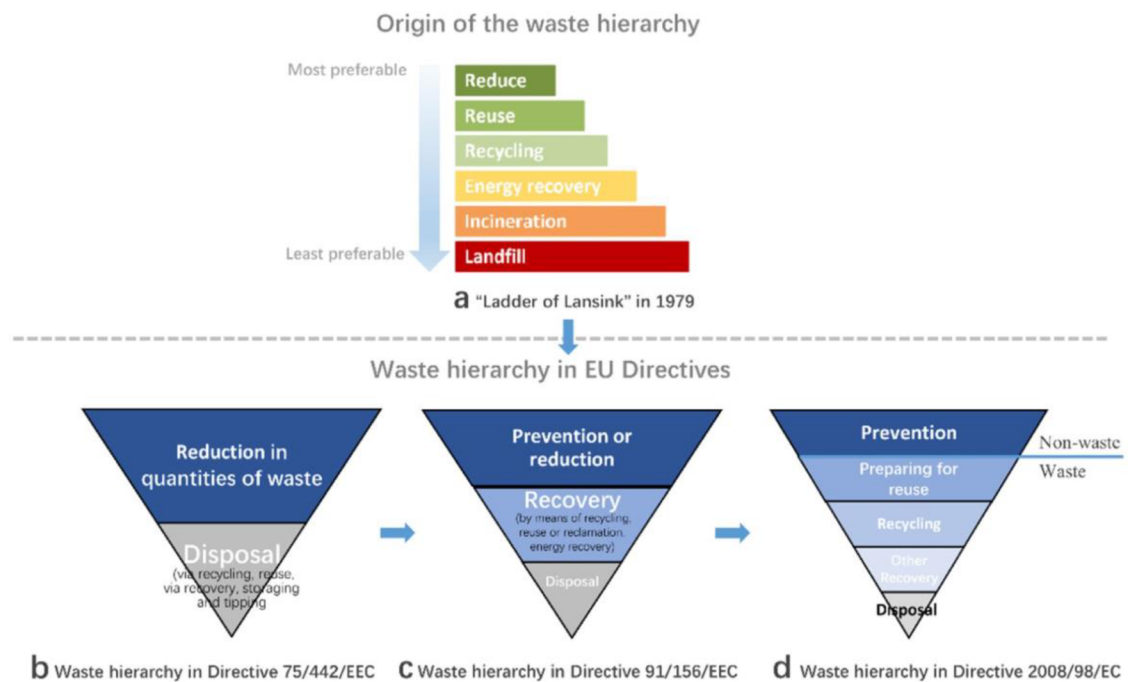 Origin of the waste hierarchy
Most preferable
Reduce
Reuse
Recycling
Energy recovery
Incineration
Least preferable
Landfill
a "Ladder of Lansink" in 1979
Waste hierarchy in EU Directives
Reduction in
quantities of waste
Disposal
(via recycling, reuse,
via recovery, storaging
and tipping
b Waste hierarchy in Directive 75/442/EEC
Prevention or
reduction
Recovery
(by means of recycling,
reuse or reclamation,
energy recovery)
Disposal
c Waste hierarchy in Directive 91/156/EEC
Prevention
Non-waste
Waste
Preparing for
reuse
Recycling
Other
Recovery
Disposal
d Waste hierarchy in Directive 2008/98/EC